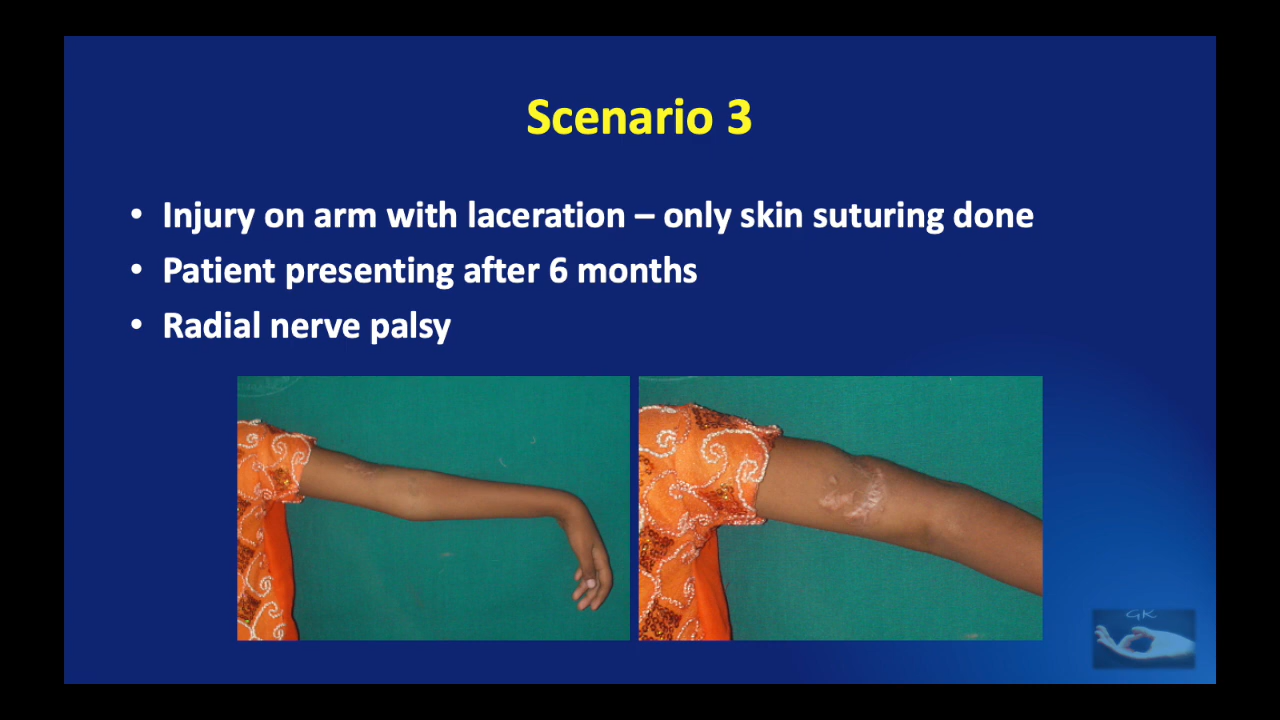 Scenario 3
• Injury on arm with laceration – only skin suturing done
• Patient presenting after 6 months
• Radial nerve palsy
GK